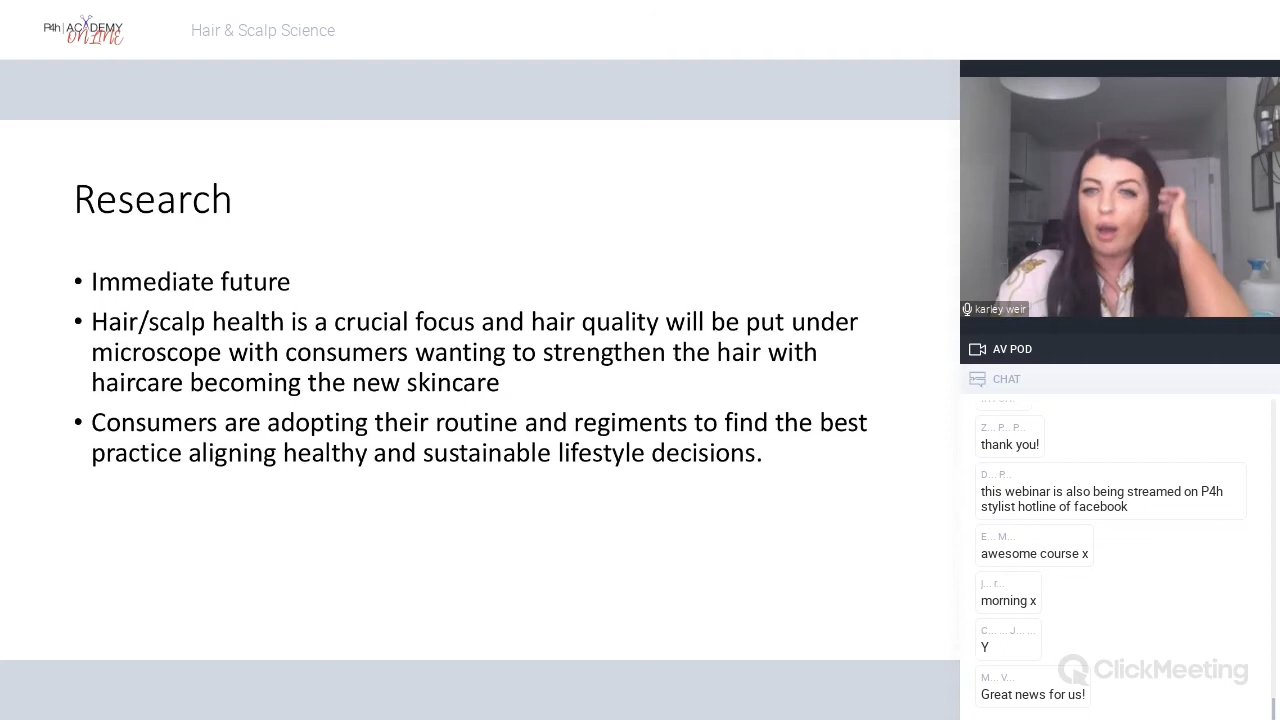 P4h | ACADEMY
ONLINE
Hair & Scalp Science
Research
• Immediate future
• Hair/scalp health is a crucial focus and hair quality will be put under
microscope with consumers wanting to strengthen the hair with
haircare becoming the new skincare
• Consumers are adopting their routine and regiments to find the best
practice aligning healthy and sustainable lifestyle decisions.
karley weir
AV POD
CHAT
Z... P... P...
thank you!
D... P...
this webinar is also being streamed on P4h
stylist hotline of facebook
E... M...
awesome course x
J... r...
morning x
C... ... J... ...
Y
M... V...
Great news for us!
ClickMeeting